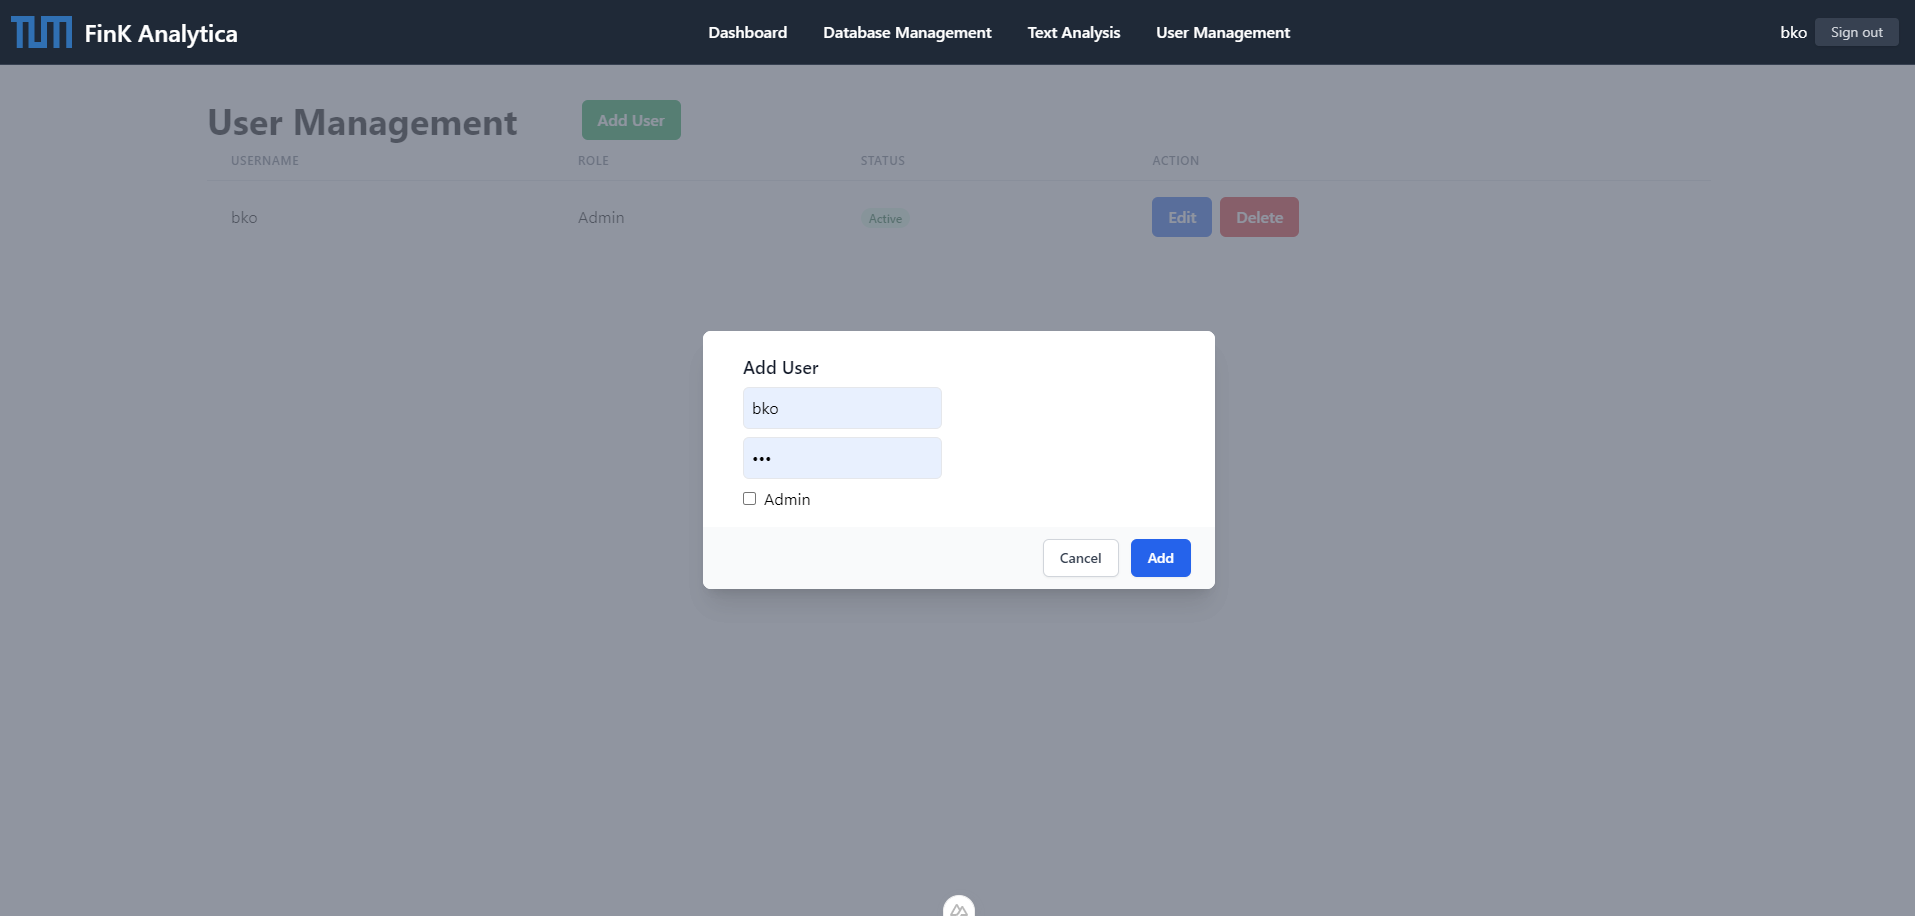 TUM FinK Analytica Dashboard Database Management Text Analysis User Management bko Sign out
User Management Add User
USERNAME ROLE STATUS ACTION
bko Admin Active Edit Delete
Add User
bko
•••
Admin
Cancel Add